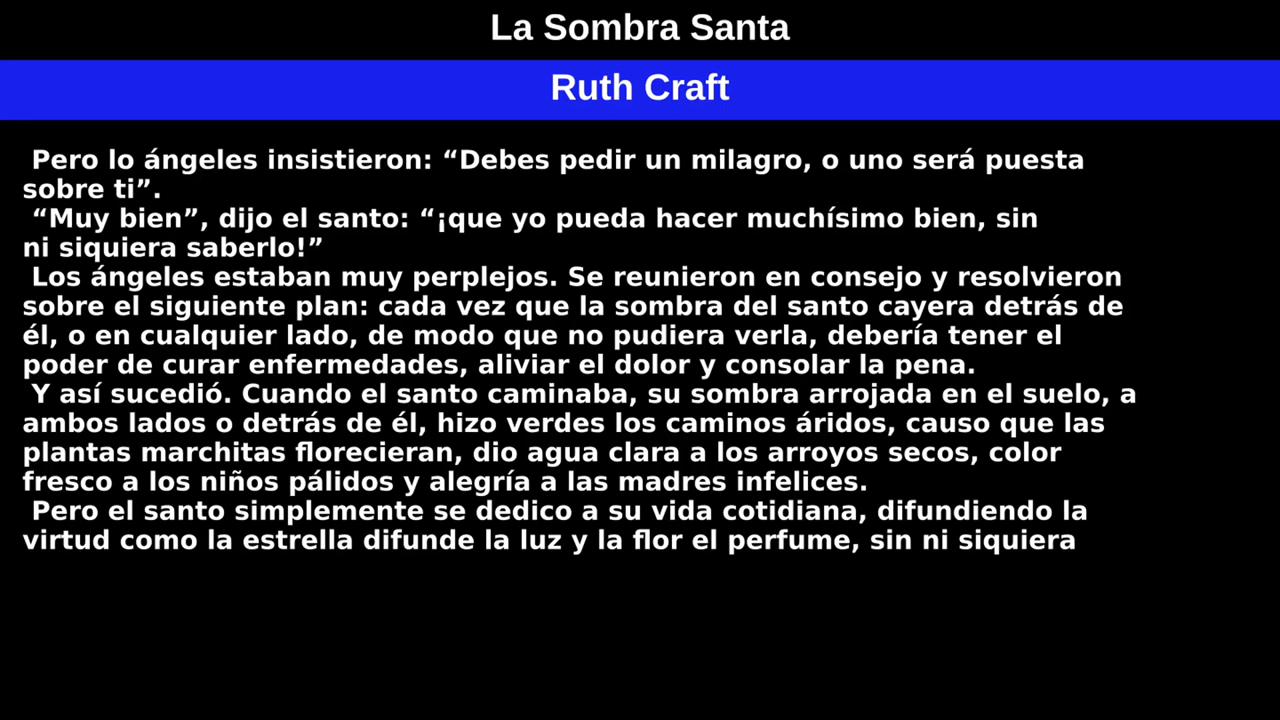 La Sombra Santa
Ruth Craft
Pero lo ángeles insistieron: “Debes pedir un milagro, o uno será puesta
sobre ti”.
“Muy bien”, dijo el santo: “¡que yo pueda hacer muchísimo bien, sin
ni siquiera saberlo!”
Los ángeles estaban muy perplejos. Se reunieron en consejo y resolvieron
sobre el siguiente plan: cada vez que la sombra del santo cayera detrás de
él, o en cualquier lado, de modo que no pudiera verla, debería tener el
poder de curar enfermedades, aliviar el dolor y consolar la pena.
Y así sucedió. Cuando el santo caminaba, su sombra arrojada en el suelo, a
ambos lados o detrás de él, hizo verdes los caminos áridos, causo que las
plantas marchitas florecieran, dio agua clara a los arroyos secos, color
fresco a los niños pálidos y alegría a las madres infelices.
Pero el santo simplemente se dedico a su vida cotidiana, difundiendo la
virtud como la estrella difunde la luz y la flor el perfume, sin ni siquiera